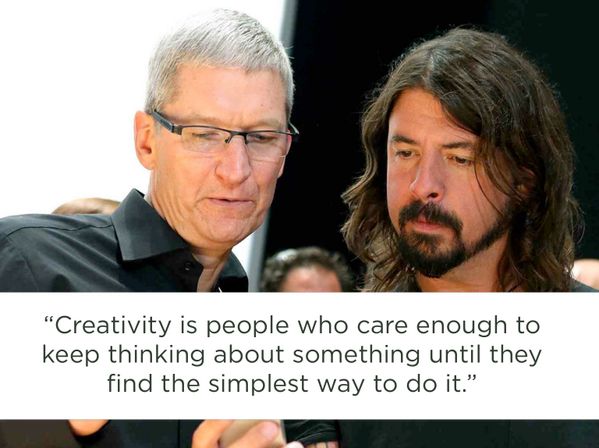 “Creativity is people who care enough to
keep thinking about something until they
find the simplest way to do it.”